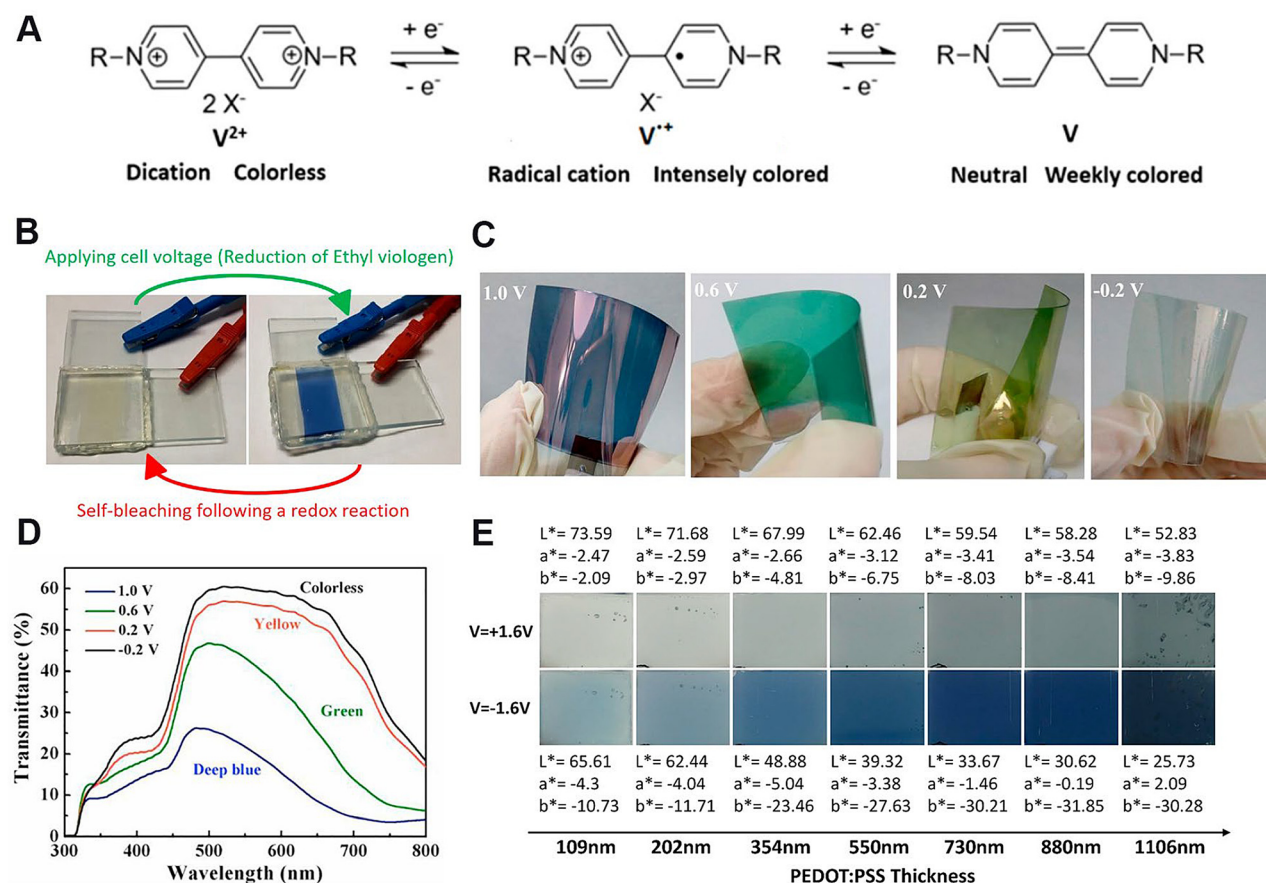 A
R–N⊕ ⊕N–R
+ e⁻
- e⁻
R–N⊕ • N–R
+ e⁻
- e⁻
R–N N–R
2 X⁻
X⁻
V²⁺
V•⁺
V
Dication Colorless
Radical cation Intensely colored
Neutral Weekly colored
B
Applying cell voltage (Reduction of Ethyl viologen)
Self-bleaching following a redox reaction
C
1.0 V
0.6 V
0.2 V
-0.2 V
D
Transmittance (%)
60
50
40
30
20
10
0
1.0 V
0.6 V
0.2 V
-0.2 V
Colorless
Yellow
Green
Deep blue
300 400 500 600 700 800
Wavelength (nm)
E
L*= 73.59 L*= 71.68 L*= 67.99 L*= 62.46 L*= 59.54 L*= 58.28 L*= 52.83
a*= -2.47 a*= -2.59 a*= -2.66 a*= -3.12 a*= -3.41 a*= -3.54 a*= -3.83
b*= -2.09 b*= -2.97 b*= -4.81 b*= -6.75 b*= -8.03 b*= -8.41 b*= -9.86
V=+1.6V
V=-1.6V
L*= 65.61 L*= 62.44 L*= 48.88 L*= 39.32 L*= 33.67 L*= 30.62 L*= 25.73
a*= -4.3 a*= -4.04 a*= -5.04 a*= -3.38 a*= -1.46 a*= -0.19 a*= 2.09
b*= -10.73 b*= -11.71 b*= -23.46 b*= -27.63 b*= -30.21 b*= -31.85 b*= -30.28
109nm 202nm 354nm 550nm 730nm 880nm 1106nm
PEDOT:PSS Thickness